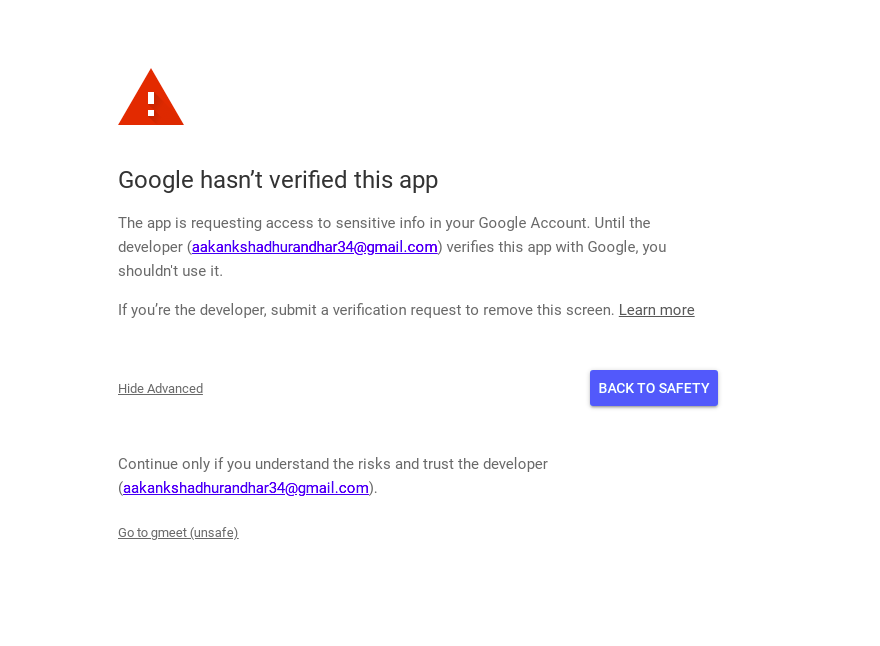 Google hasn’t verified this app
The app is requesting access to sensitive info in your Google Account. Until the
developer (aakankshadhurandhar34@gmail.com) verifies this app with Google, you
shouldn't use it.
If you’re the developer, submit a verification request to remove this screen. Learn more
Hide Advanced
BACK TO SAFETY
Continue only if you understand the risks and trust the developer
(aakankshadhurandhar34@gmail.com).
Go to gmeet (unsafe)